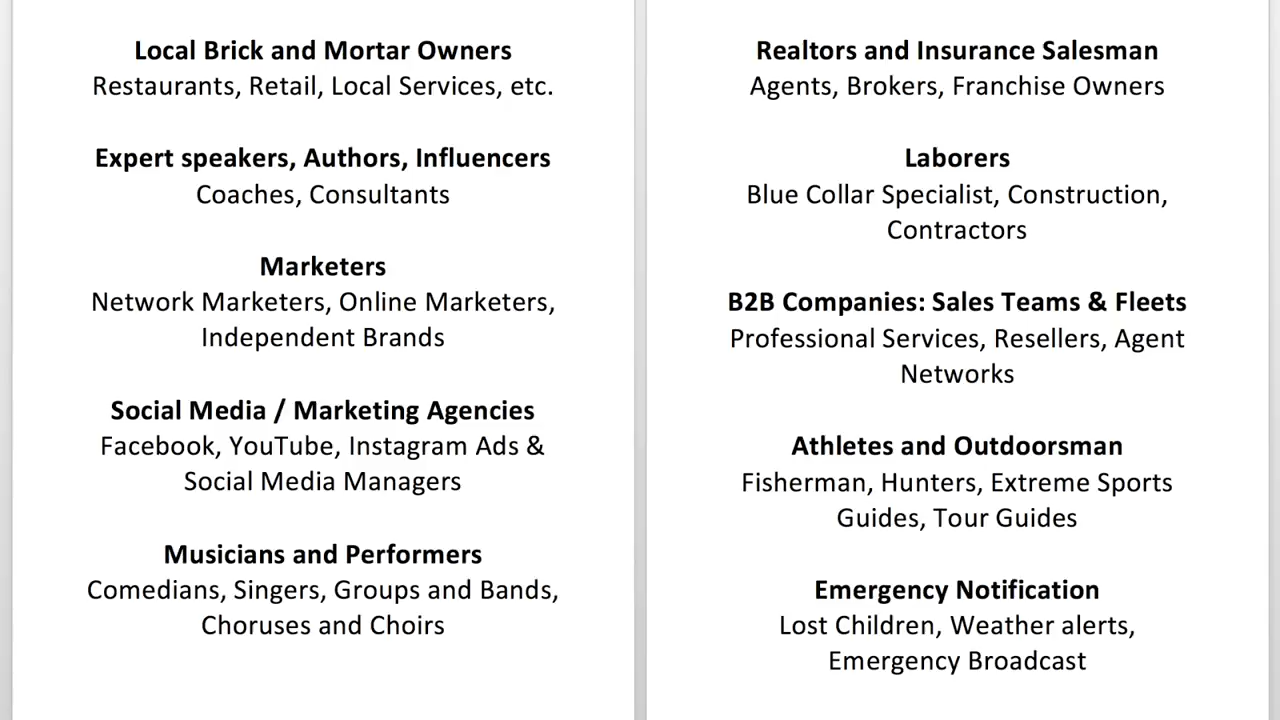 Local Brick and Mortar Owners
Restaurants, Retail, Local Services, etc.
Expert speakers, Authors, Influencers
Coaches, Consultants
Marketers
Network Marketers, Online Marketers,
Independent Brands
Social Media / Marketing Agencies
Facebook, YouTube, Instagram Ads &
Social Media Managers
Musicians and Performers
Comedians, Singers, Groups and Bands,
Choruses and Choirs
Realtors and Insurance Salesman
Agents, Brokers, Franchise Owners
Laborers
Blue Collar Specialist, Construction,
Contractors
B2B Companies: Sales Teams & Fleets
Professional Services, Resellers, Agent
Networks
Athletes and Outdoorsman
Fisherman, Hunters, Extreme Sports
Guides, Tour Guides
Emergency Notification
Lost Children, Weather alerts,
Emergency Broadcast